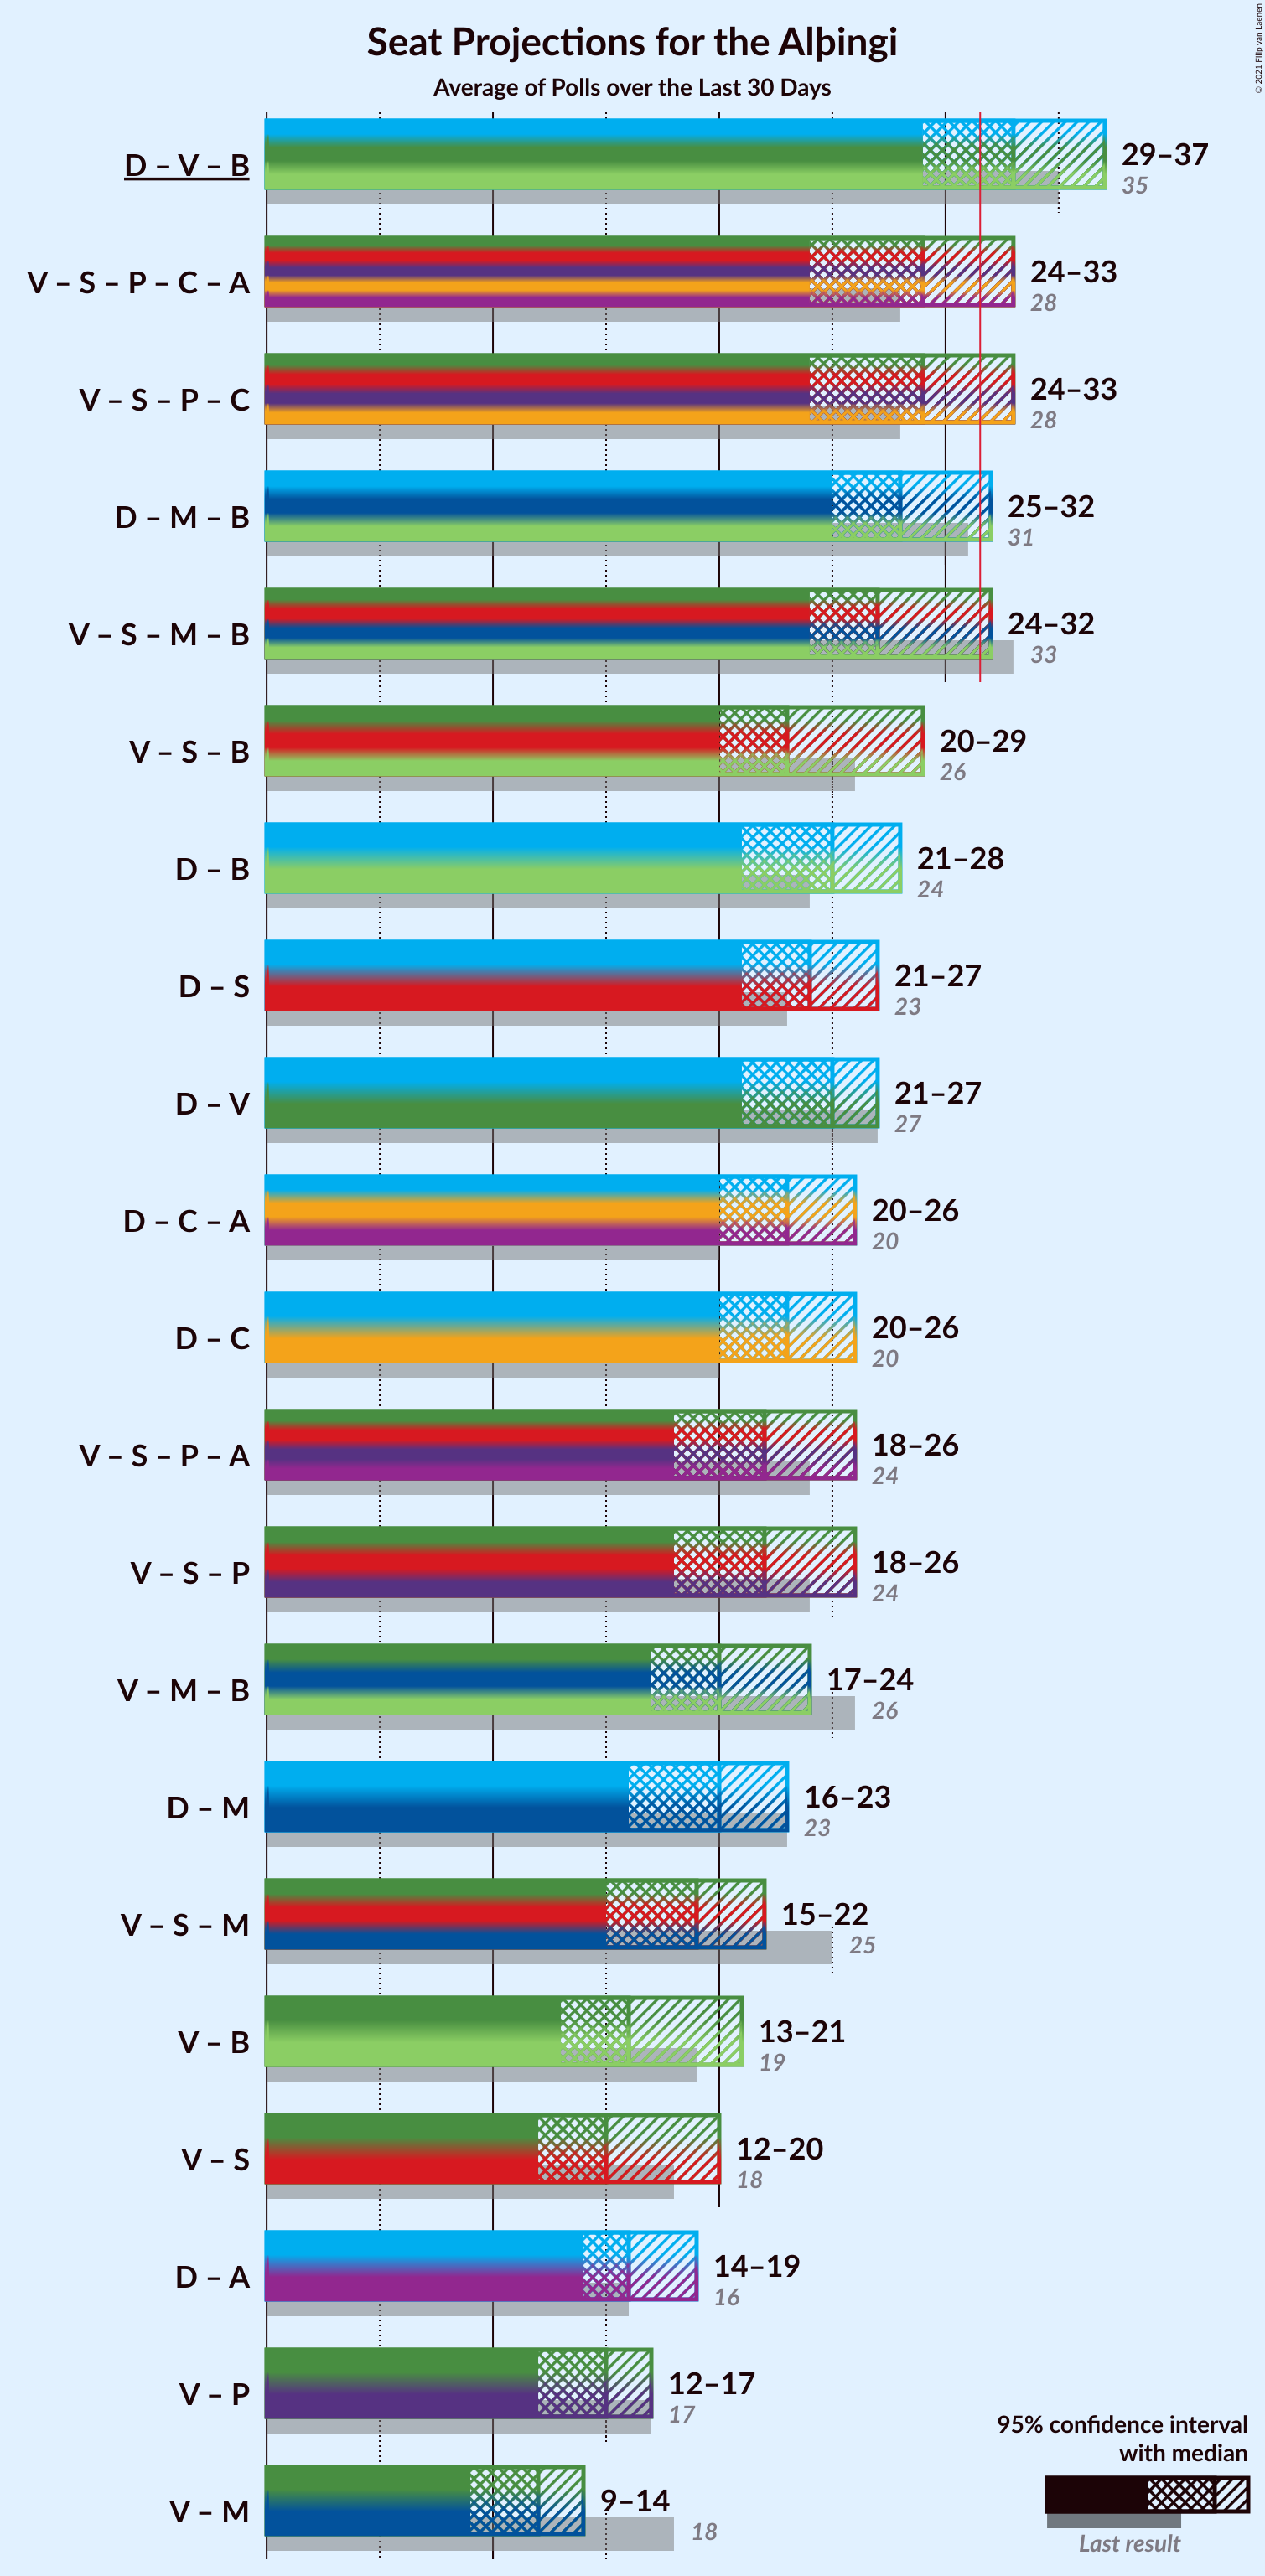 Seat Projections for the Alþingi
Average of Polls over the Last 30 Days
© 2021 Filip van Laenen
D – V – B
29–37
35
V – S – P – C – A
24–33
28
V – S – P – C
24–33
28
D – M – B
25–32
31
V – S – M – B
24–32
33
V – S – B
20–29
26
D – B
21–28
24
D – S
21–27
23
D – V
21–27
27
D – C – A
20–26
20
D – C
20–26
20
V – S – P – A
18–26
24
V – S – P
18–26
24
V – M – B
17–24
26
D – M
16–23
23
V – S – M
15–22
25
V – B
13–21
19
V – S
12–20
18
D – A
14–19
16
V – P
12–17
17
V – M
9–14
18
95% confidence interval
with median
Last result